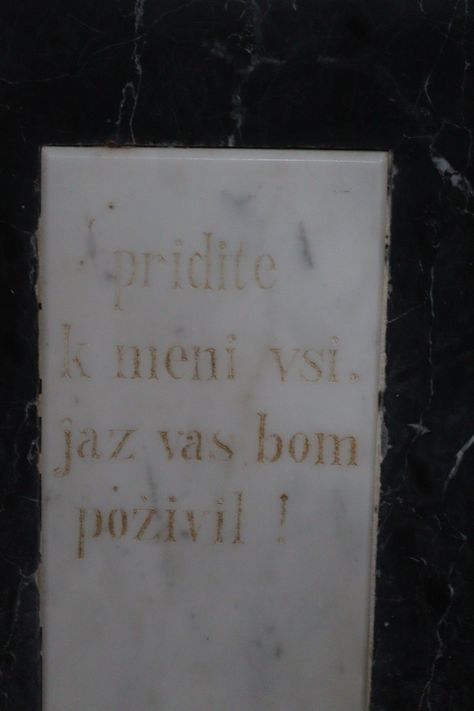 pridite
k meni vsi.
jaz vas bom
poživil !